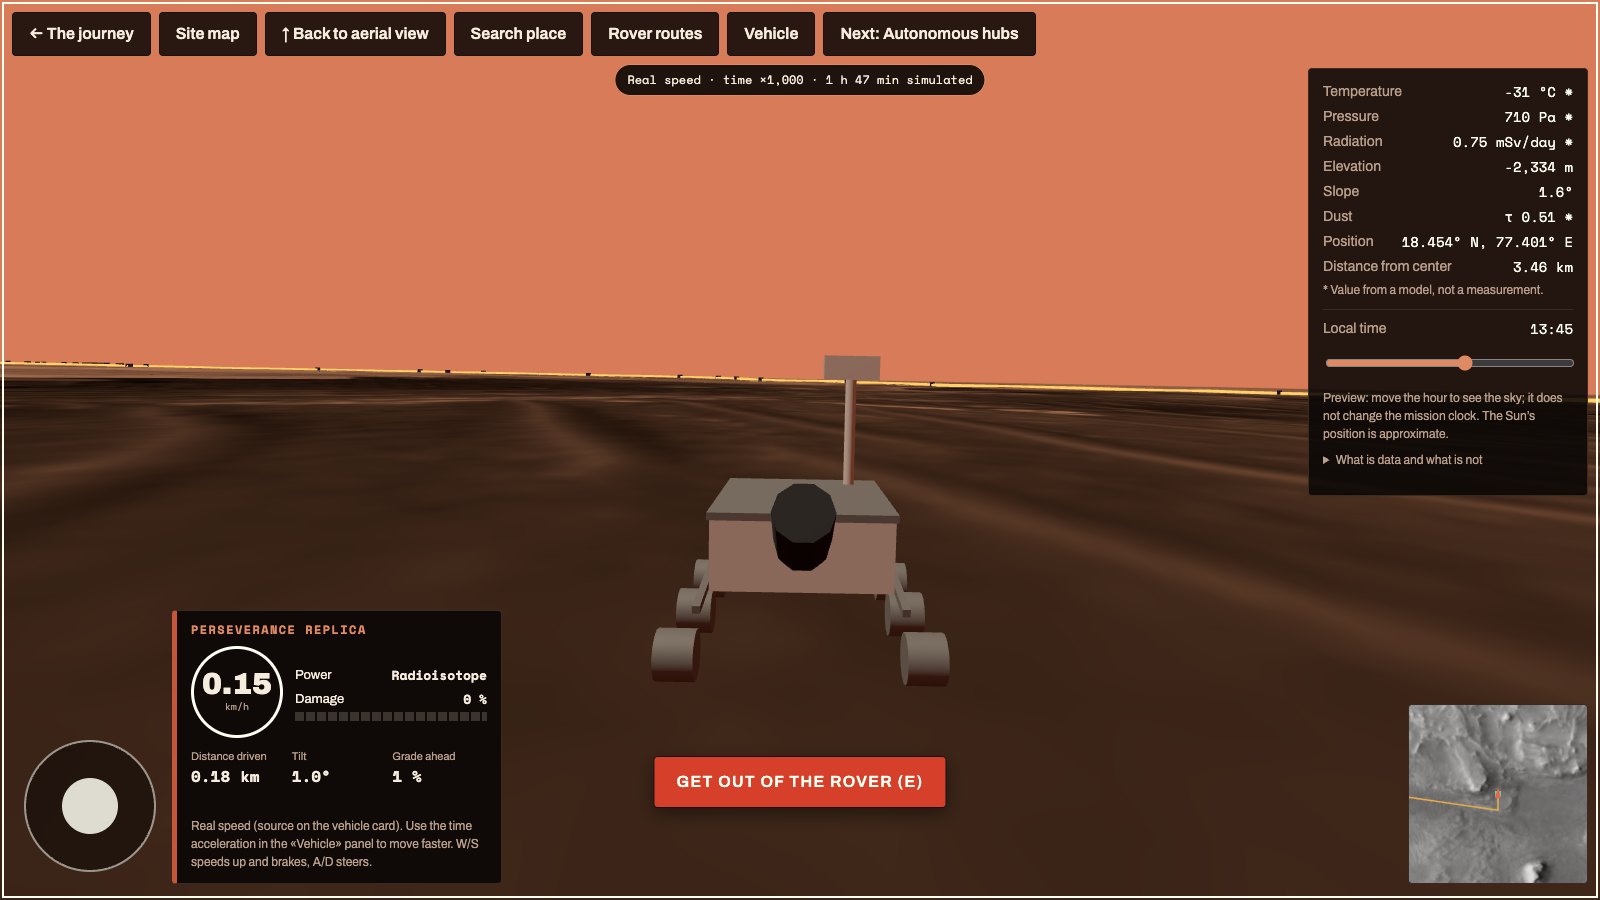 ← The journey
Site map
↑ Back to aerial view
Search place
Rover routes
Vehicle
Next: Autonomous hubs
Real speed · time ×1,000 · 1 h 47 min simulated
Temperature -31 °C *
Pressure 710 Pa *
Radiation 0.75 mSv/day *
Elevation -2,334 m
Slope 1.6°
Dust τ 0.51 *
Position 18.454° N, 77.401° E
Distance from center 3.46 km
* Value from a model, not a measurement.
Local time 13:45
Preview: move the hour to see the sky; it does
not change the mission clock. The Sun's
position is approximate.
▶ What is data and what is not
PERSEVERANCE REPLICA
0.15
km/h
Power Radioisotope
Damage 0 %
Distance driven Tilt Grade ahead
0.18 km 1.0° 1 %
Real speed (source on the vehicle card). Use the time
acceleration in the «Vehicle» panel to move faster. W/S
speeds up and brakes, A/D steers.
GET OUT OF THE ROVER (E)